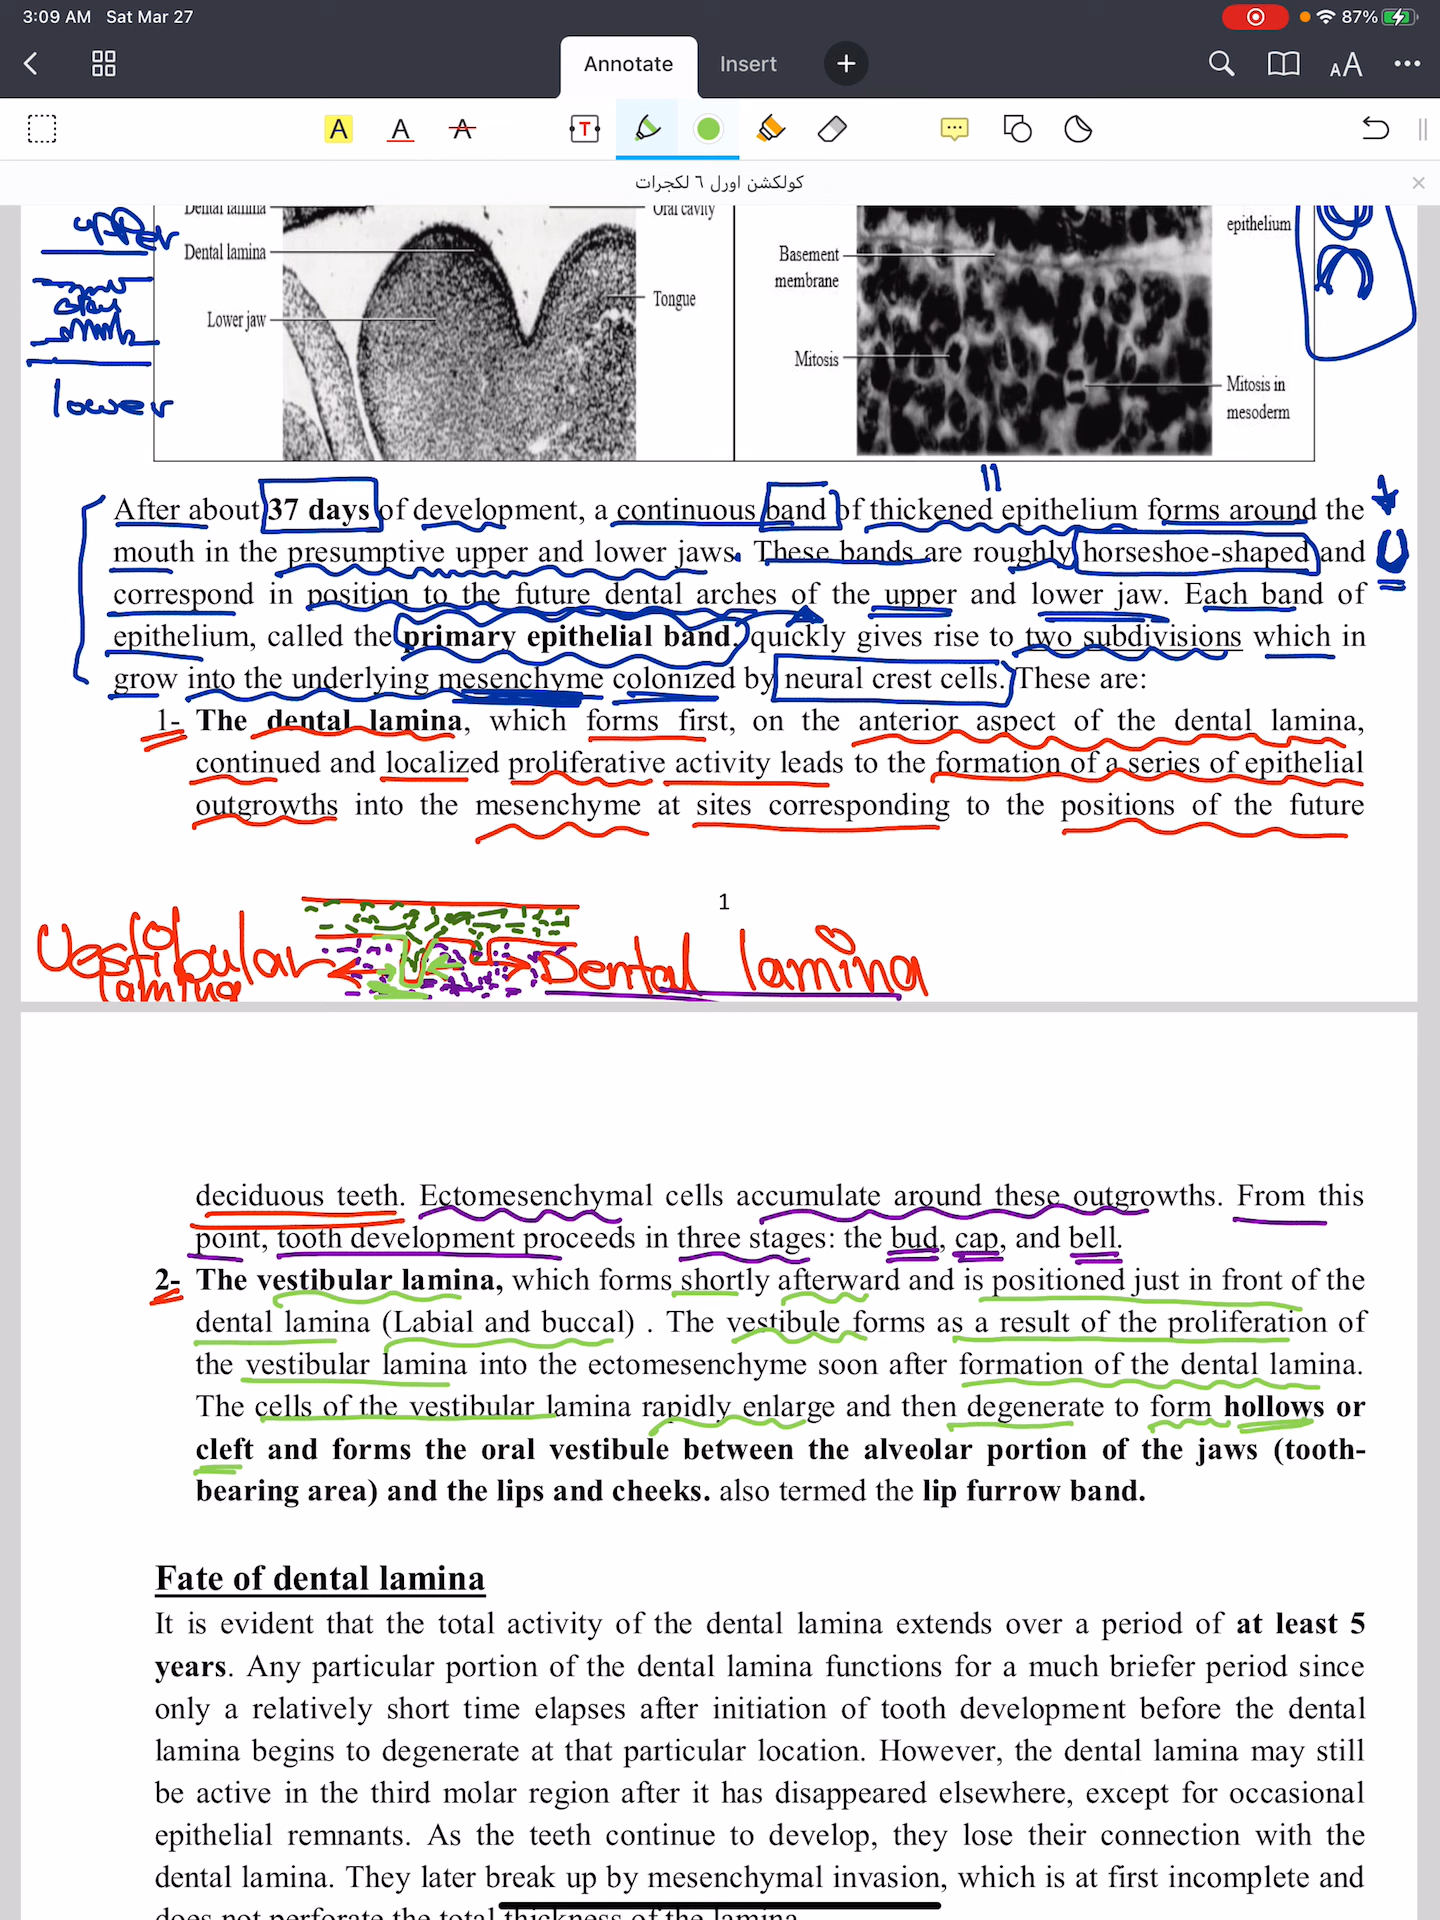 3:09 AM Sat Mar 27
87%
Annotate
Insert
AA
A A A T
كولكشن اورل ٦ لكجرات
Dental lamina
Oral cavity
epithelium
upper
Dental lamina
Basement
membrane
Tongue
Lower jaw
Mitosis
Mitosis in
mesoderm
lower
After about 37 days of development, a continuous band of thickened epithelium forms around the
mouth in the presumptive upper and lower jaws. These bands are roughly horseshoe-shaped and
correspond in position to the future dental arches of the upper and lower jaw. Each band of
epithelium, called the primary epithelial band, quickly gives rise to two subdivisions which in
grow into the underlying mesenchyme colonized by neural crest cells. These are:
1- The dental lamina, which forms first, on the anterior aspect of the dental lamina,
continued and localized proliferative activity leads to the formation of a series of epithelial
outgrowths into the mesenchyme at sites corresponding to the positions of the future
1
Vestibular
lamina
Dental lamina
deciduous teeth. Ectomesenchymal cells accumulate around these outgrowths. From this
point, tooth development proceeds in three stages: the bud, cap, and bell.
2- The vestibular lamina, which forms shortly afterward and is positioned just in front of the
dental lamina (Labial and buccal) . The vestibule forms as a result of the proliferation of
the vestibular lamina into the ectomesenchyme soon after formation of the dental lamina.
The cells of the vestibular lamina rapidly enlarge and then degenerate to form hollows or
cleft and forms the oral vestibule between the alveolar portion of the jaws (tooth-
bearing area) and the lips and cheeks. also termed the lip furrow band.
Fate of dental lamina
It is evident that the total activity of the dental lamina extends over a period of at least 5
years. Any particular portion of the dental lamina functions for a much briefer period since
only a relatively short time elapses after initiation of tooth development before the dental
lamina begins to degenerate at that particular location. However, the dental lamina may still
be active in the third molar region after it has disappeared elsewhere, except for occasional
epithelial remnants. As the teeth continue to develop, they lose their connection with the
dental lamina. They later break up by mesenchymal invasion, which is at first incomplete and
does not perforate the total thickness of the lamina